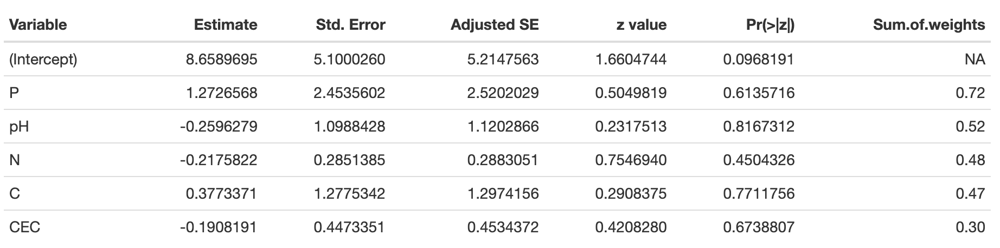 Variable Estimate Std. Error Adjusted SE z value Pr(>|z|) Sum.of.weights
(Intercept) 8.6589695 5.1000260 5.2147563 1.6604744 0.0968191 NA
P 1.2726568 2.4535602 2.5202029 0.5049819 0.6135716 0.72
pH -0.2596279 1.0988428 1.1202866 0.2317513 0.8167312 0.52
N -0.2175822 0.2851385 0.2883051 0.7546940 0.4504326 0.48
C 0.3773371 1.2775342 1.2974156 0.2908375 0.7711756 0.47
CEC -0.1908191 0.4473351 0.4534372 0.4208280 0.6738807 0.30